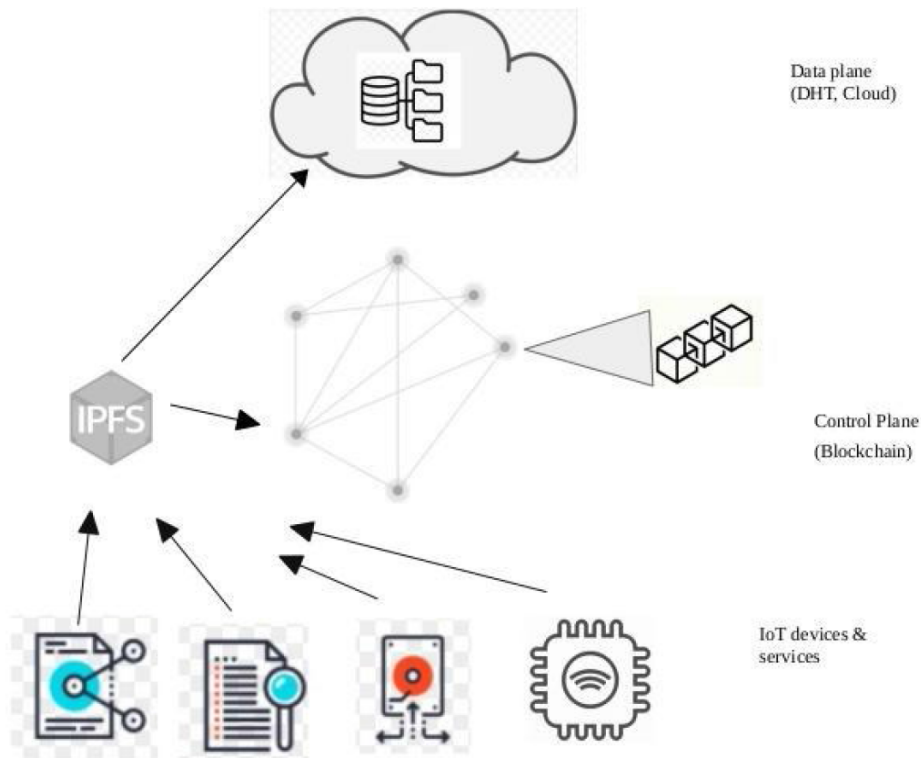 Data plane
(DHT, Cloud)
IPFS
Control Plane
(Blockchain)
IoT devices &
services